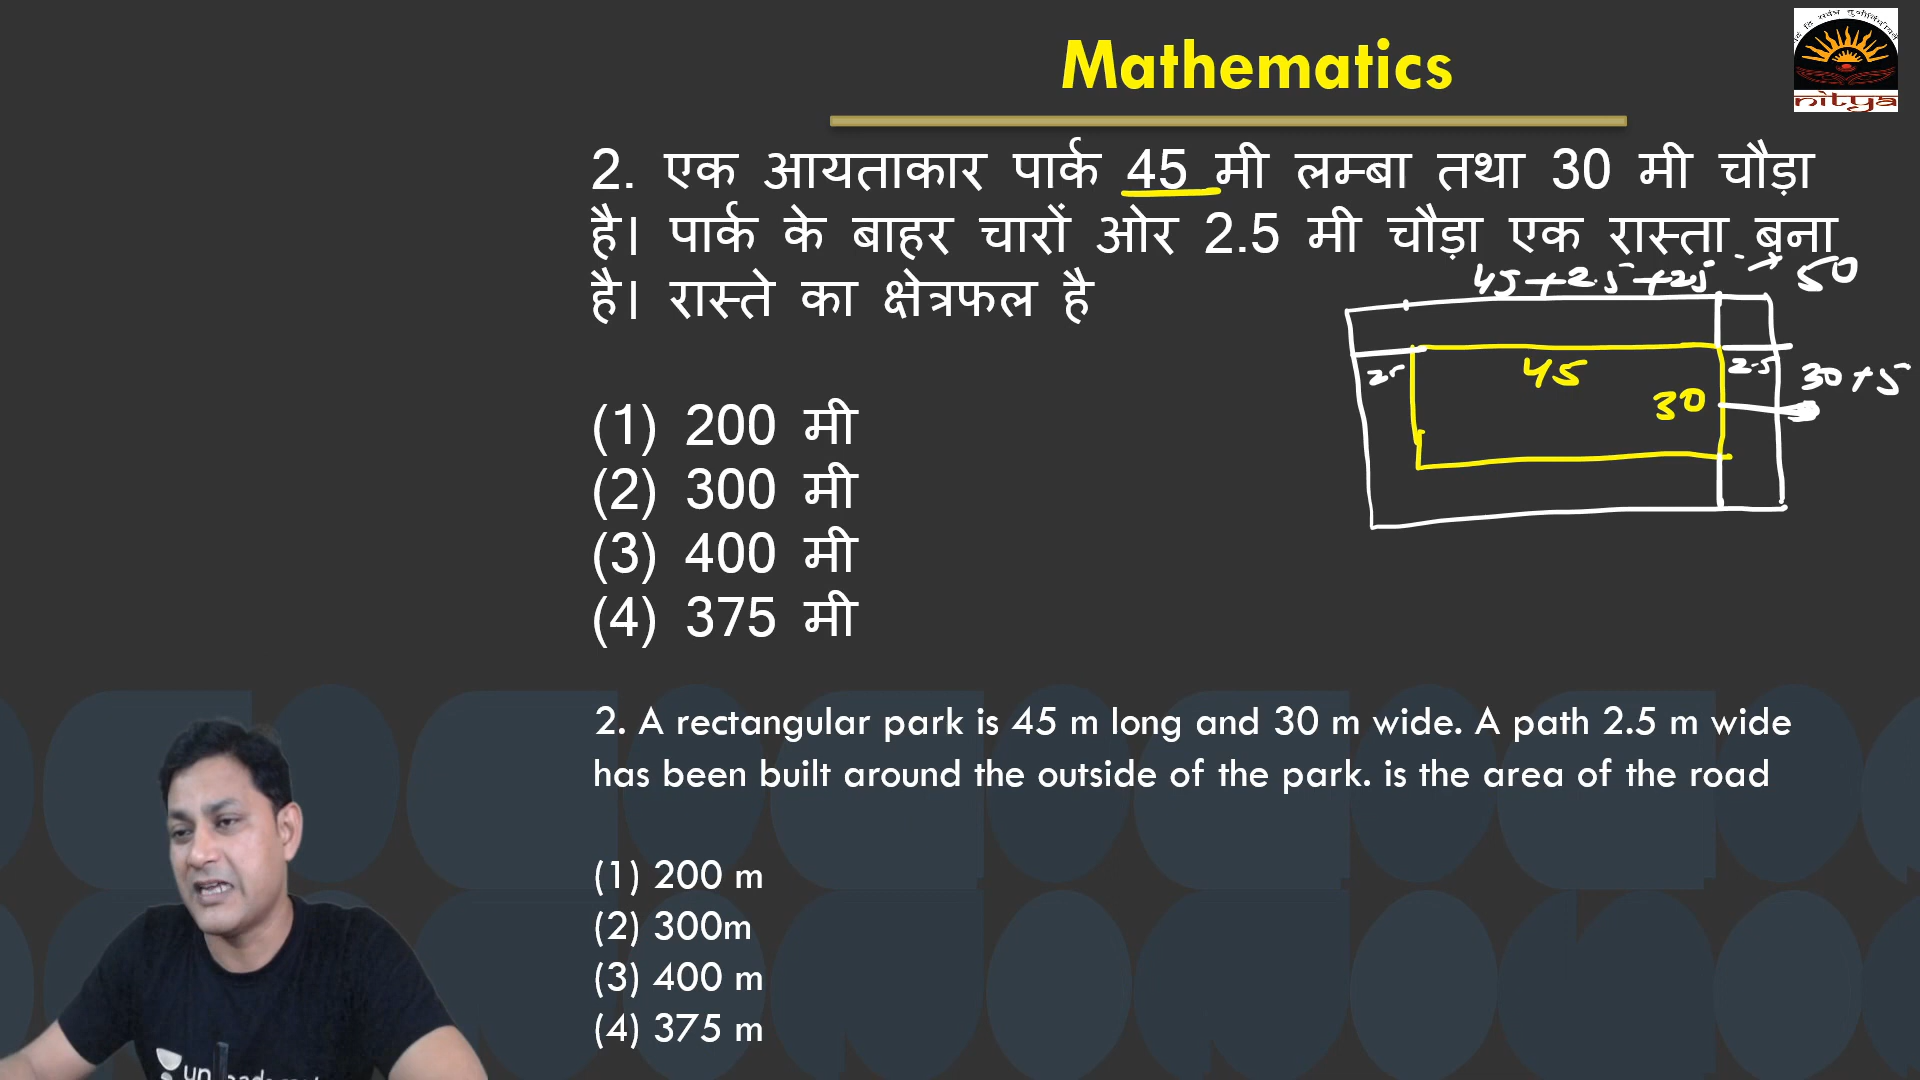 Mathematics
nitya
2. एक आयताकार पार्क 45 मी लम्बा तथा 30 मी चौड़ा
है। पार्क के बाहर चारों ओर 2.5 मी चौड़ा एक रास्ता बना
है। रास्ते का क्षेत्रफल है
45+2.5+25 → 50
45
30
25
2.5
30+5
(1) 200 मी
(2) 300 मी
(3) 400 मी
(4) 375 मी
2. A rectangular park is 45 m long and 30 m wide. A path 2.5 m wide
has been built around the outside of the park. is the area of the road
(1) 200 m
(2) 300m
(3) 400 m
(4) 375 m